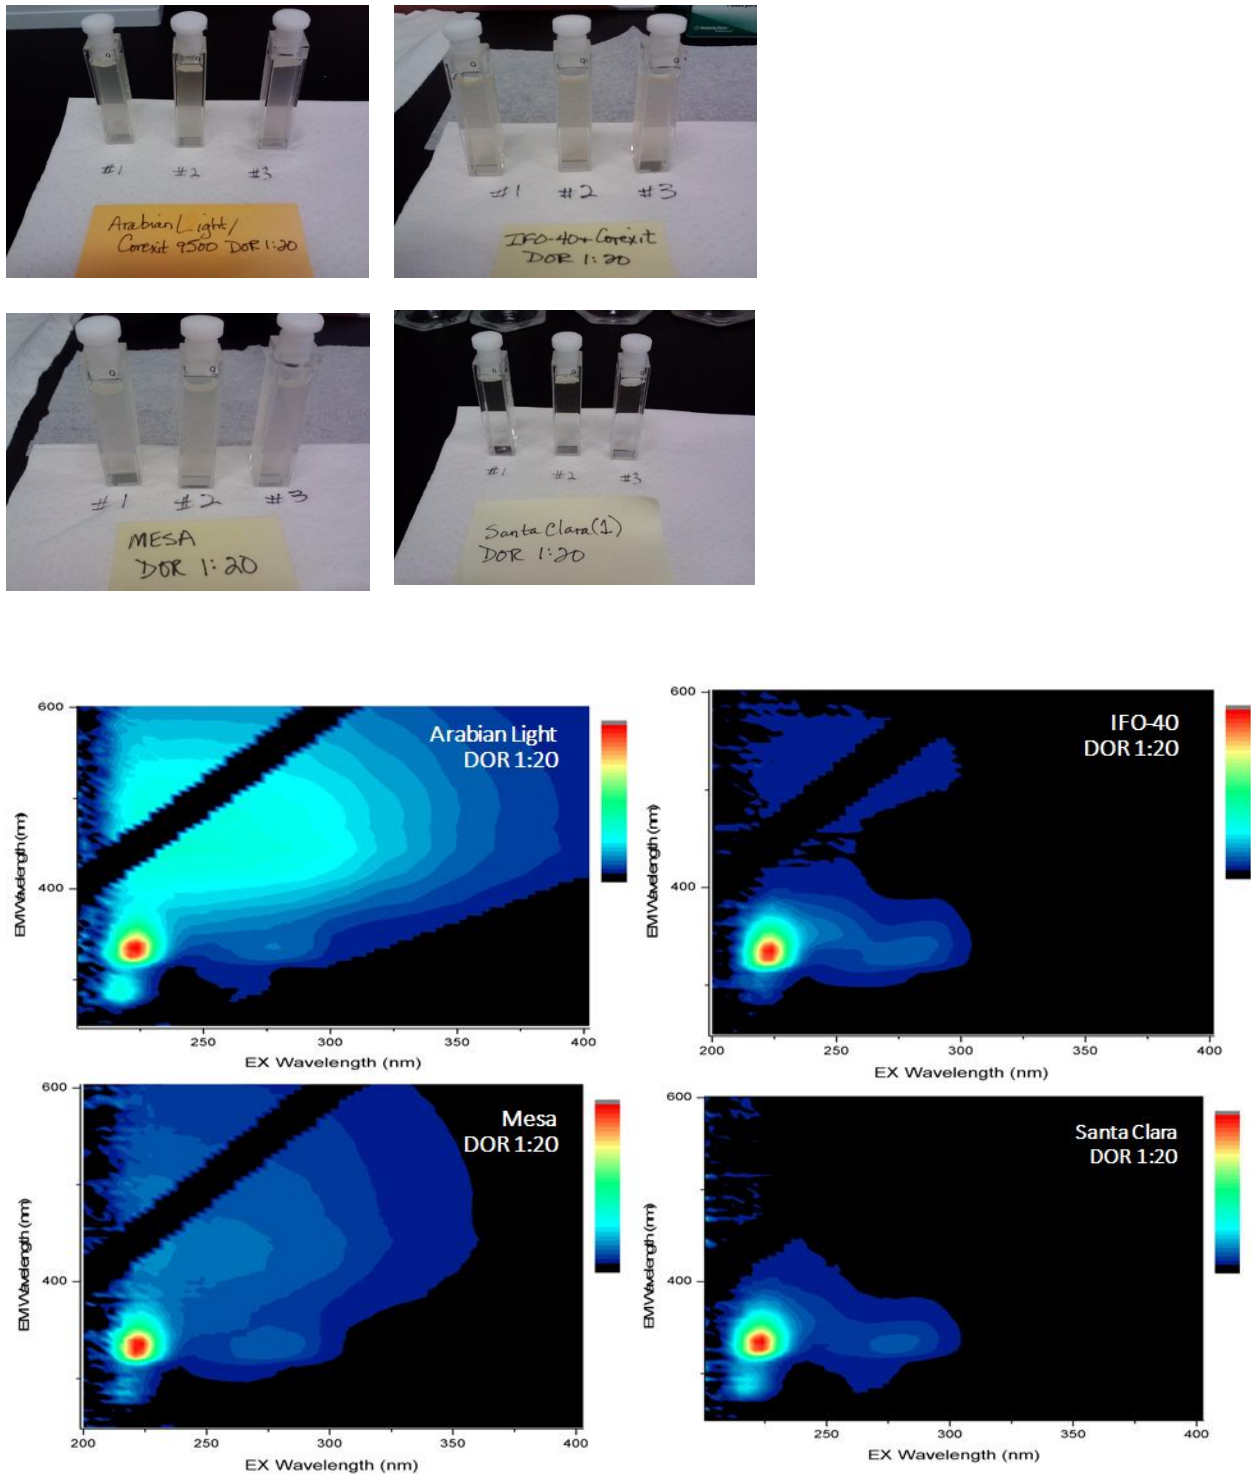 #1 #2 #3
Arabian Light/
Corexit 9500 DOR 1:20
#1 #2 #3
IFO-40+ Corexit
DOR 1:20
#1 #2 #3
MESA
DOR 1:20
#1 #2 #3
Santa Clara(1)
DOR 1:20
Arabian Light
DOR 1:20
600
400
EM Wavelength (nm)
250 300 350 400
EX Wavelength (nm)
IFO-40
DOR 1:20
600
400
EM Wavelength (nm)
200 250 300 350 400
EX Wavelength (nm)
Mesa
DOR 1:20
600
400
EM Wavelength (nm)
200 250 300 350 400
EX Wavelength (nm)
Santa Clara
DOR 1:20
600
400
EM Wavelength (nm)
250 300 350 400
EX Wavelength (nm)